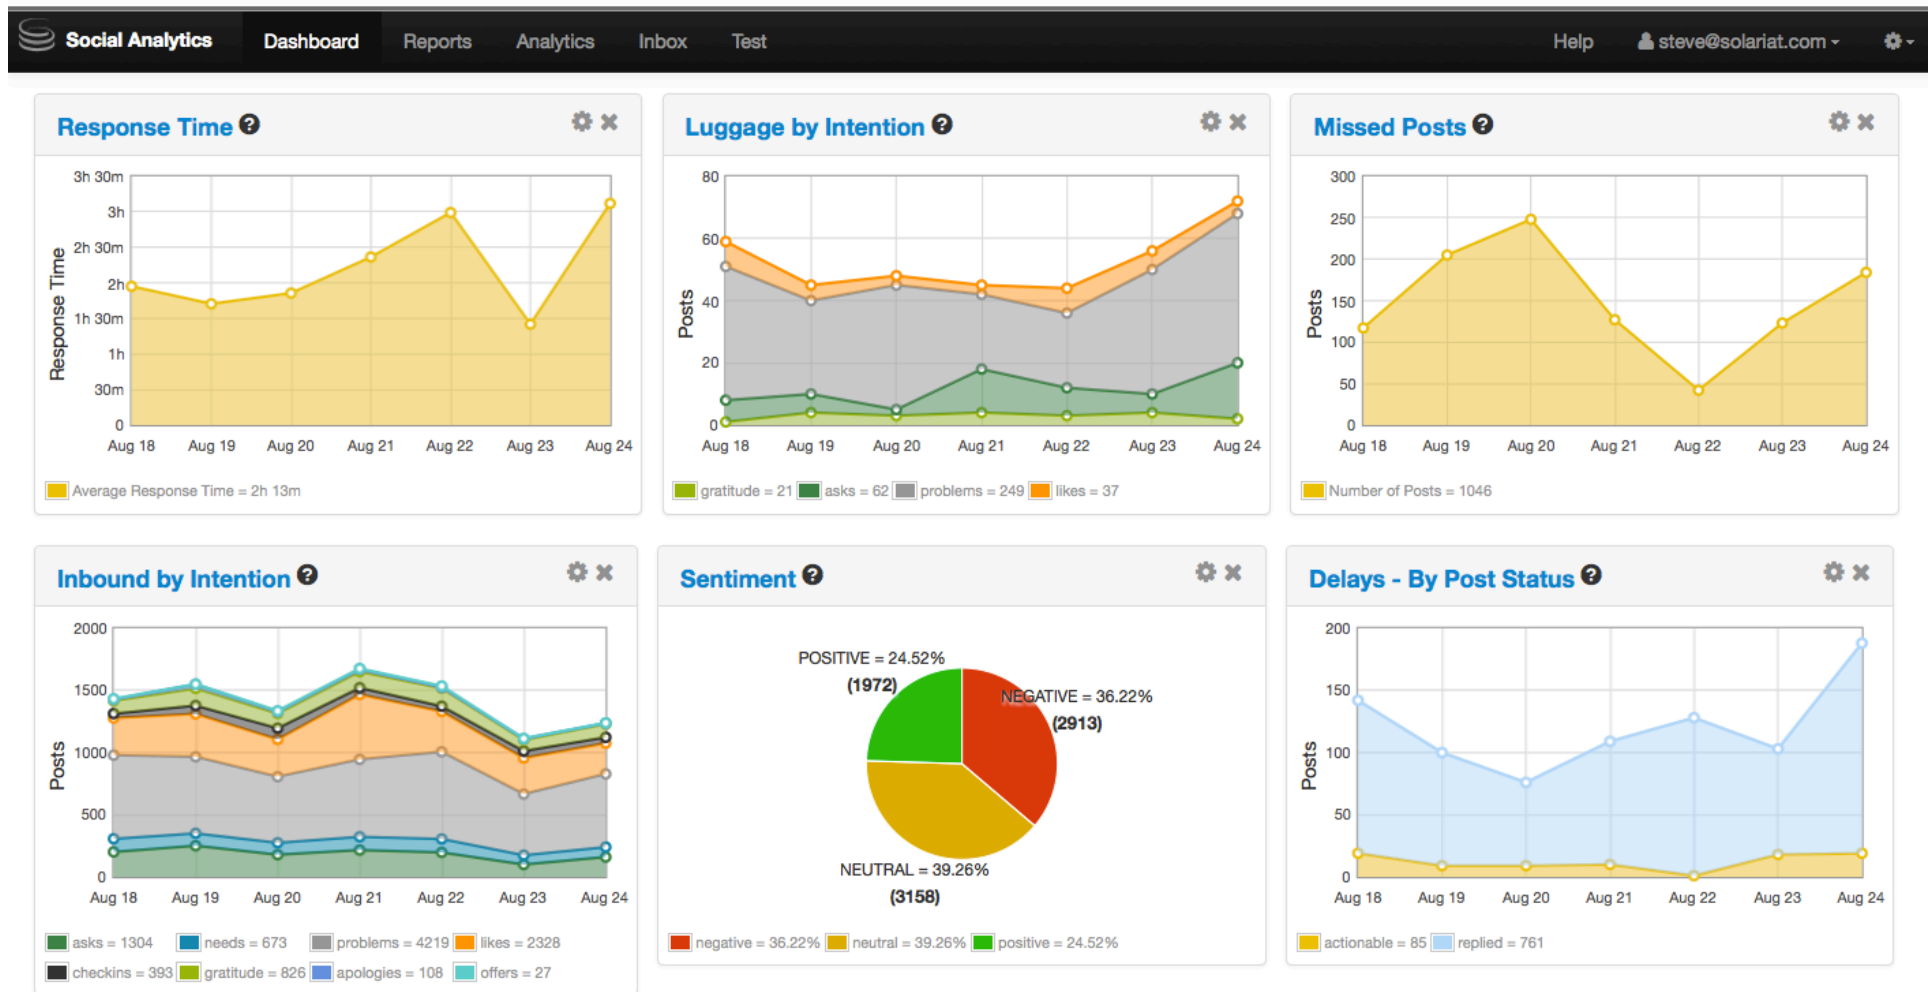 Social Analytics Dashboard Reports Analytics Inbox Test Help steve@solariat.com
Response Time ?
3h 30m
3h
2h 30m
2h
1h 30m
1h
30m
0
Response Time
Aug 18 Aug 19 Aug 20 Aug 21 Aug 22 Aug 23 Aug 24
Average Response Time = 2h 13m
Luggage by Intention ?
80
60
40
20
0
Posts
Aug 18 Aug 19 Aug 20 Aug 21 Aug 22 Aug 23 Aug 24
gratitude = 21 asks = 62 problems = 249 likes = 37
Missed Posts ?
300
250
200
150
100
50
0
Posts
Aug 18 Aug 19 Aug 20 Aug 21 Aug 22 Aug 23 Aug 24
Number of Posts = 1046
Inbound by Intention ?
2000
1500
1000
500
0
Posts
Aug 18 Aug 19 Aug 20 Aug 21 Aug 22 Aug 23 Aug 24
asks = 1304 needs = 673 problems = 4219 likes = 2328
checkins = 393 gratitude = 826 apologies = 108 offers = 27
Sentiment ?
POSITIVE = 24.52%
(1972)
NEGATIVE = 36.22%
(2913)
NEUTRAL = 39.26%
(3158)
negative = 36.22% neutral = 39.26% positive = 24.52%
Delays - By Post Status ?
200
150
100
50
0
Posts
Aug 18 Aug 19 Aug 20 Aug 21 Aug 22 Aug 23 Aug 24
actionable = 85 replied = 761